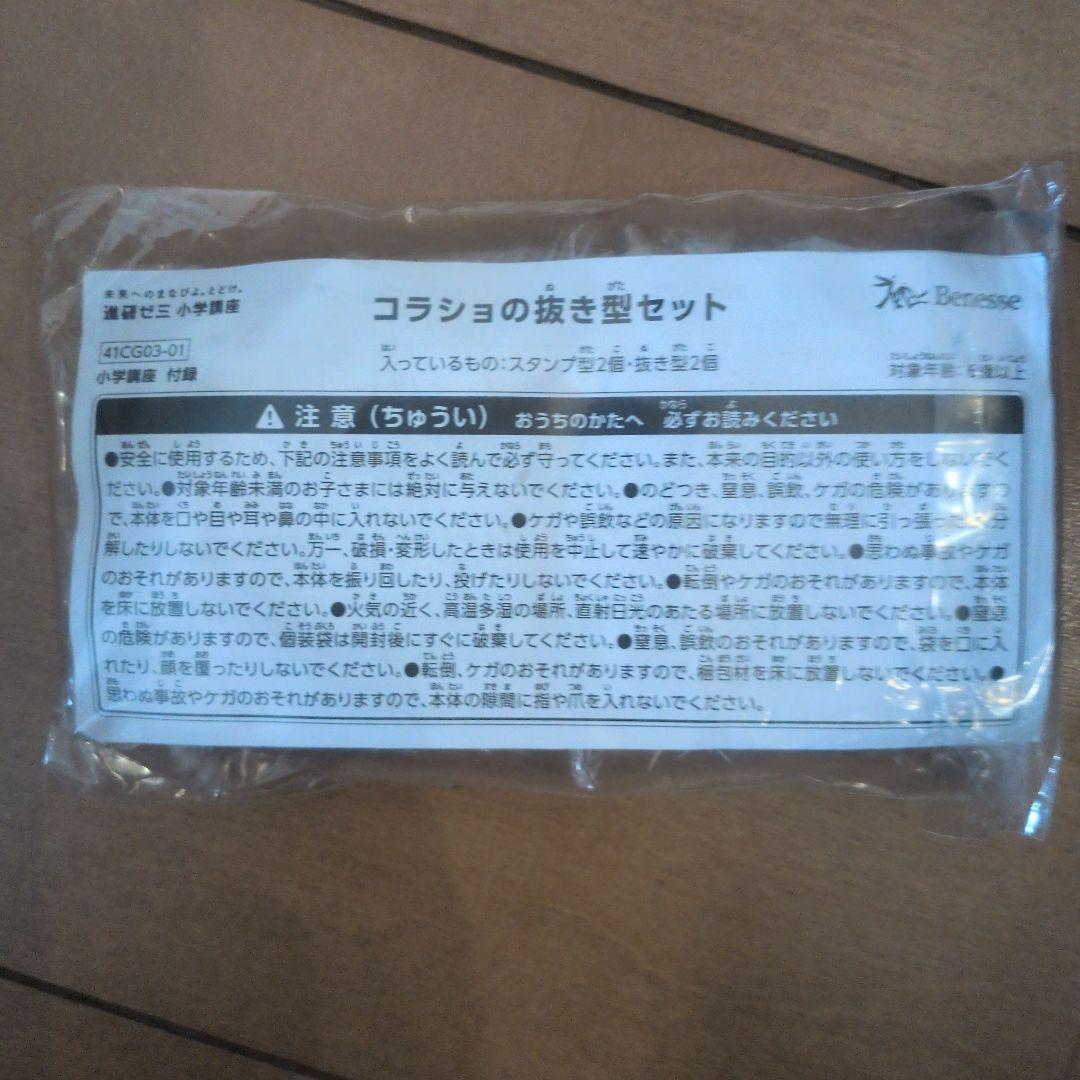 未来へのまなびよ、とどけ。
進研ゼミ 小学講座
コラショの抜き型セット
Benesse
41CG03-01
小学講座 付録
入っているもの：スタンプ型2個・抜き型2個
対象年齢：6歳以上
注意（ちゅうい） おうちのかたへ 必ずお読みください
●安全に使用するため、下記の注意事項をよく読んで必ず守ってください。また、本来の目的以外の使い方をしないでく
ださい。●対象年齢未満のお子さまには絶対に与えないでください。●のどつき、窒息、誤飲、ケガの危険がありますの
で、本体を口や目や耳や鼻の中に入れないでください。●ケガや誤飲などの原因になりますので無理に引っ張ったり分
解したりしないでください。万一、破損・変形したときは使用を中止して速やかに破棄してください。●思わぬ事故やケガ
のおそれがありますので、本体を振り回したり、投げたりしないでください。●転倒やケガのおそれがありますので、本体
を床に放置しないでください。●火気の近く、高温多湿の場所、直射日光のあたる場所に放置しないでください。●窒息
の危険がありますので、個装袋は開封後にすぐに破棄してください。●窒息、誤飲のおそれがありますので、袋を口に入
れたり、顔を覆ったりしないでください。●転倒、ケガのおそれがありますので、梱包材を床に放置しないでください。●
思わぬ事故やケガのおそれがありますので、本体の隙間に指や爪を入れないでください。